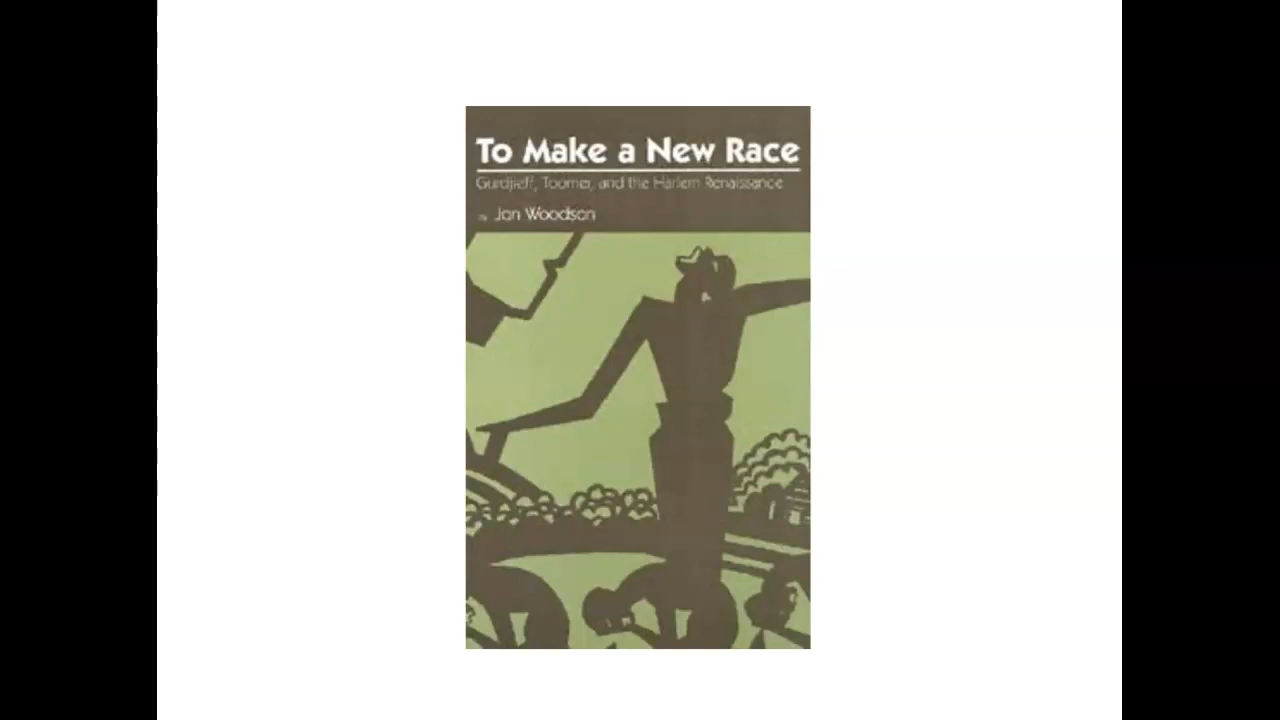 To Make a New Race
Gurdjieff, Toomer, and the Harlem Renaissance
Jon Woodson